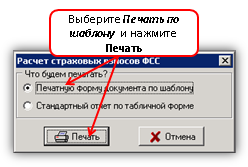 Выберите Печать по
шаблону и нажмите
Печать
Расчет страховых взносов ФСС
Что будем печатать?
Печатную форму документа по шаблону
Стандартный отчет по табличной форме
Печать
Отмена